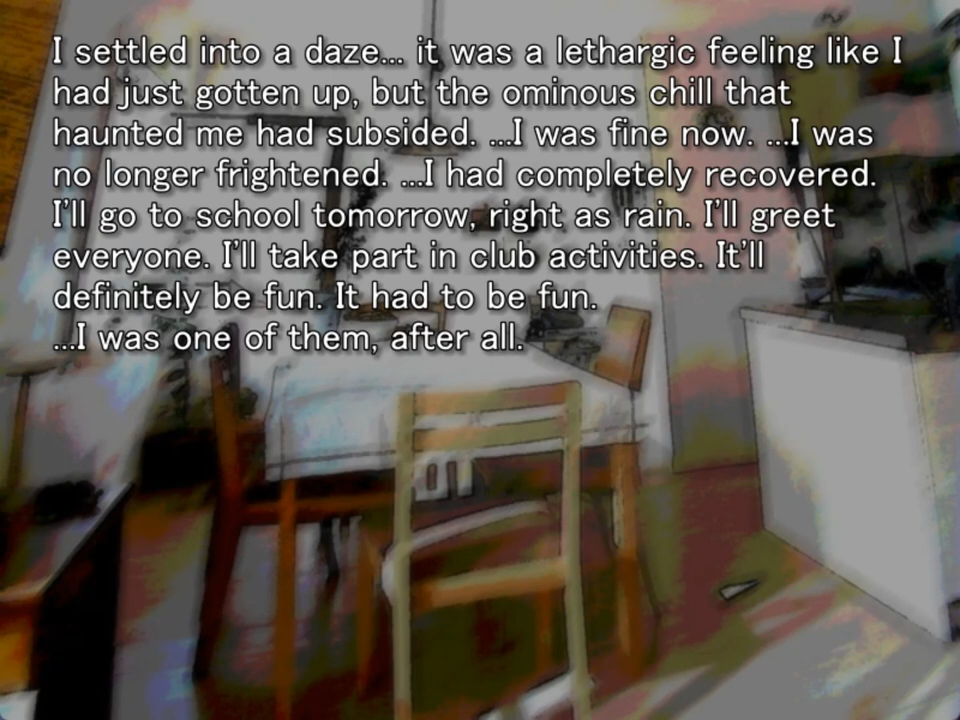 I settled into a daze... it was a lethargic feeling like I
had just gotten up, but the ominous chill that
haunted me had subsided. ...I was fine now. ...I was
no longer frightened. ...I had completely recovered.
I'll go to school tomorrow, right as rain. I'll greet
everyone. I'll take part in club activities. It'll
definitely be fun. It had to be fun.
...I was one of them, after all.